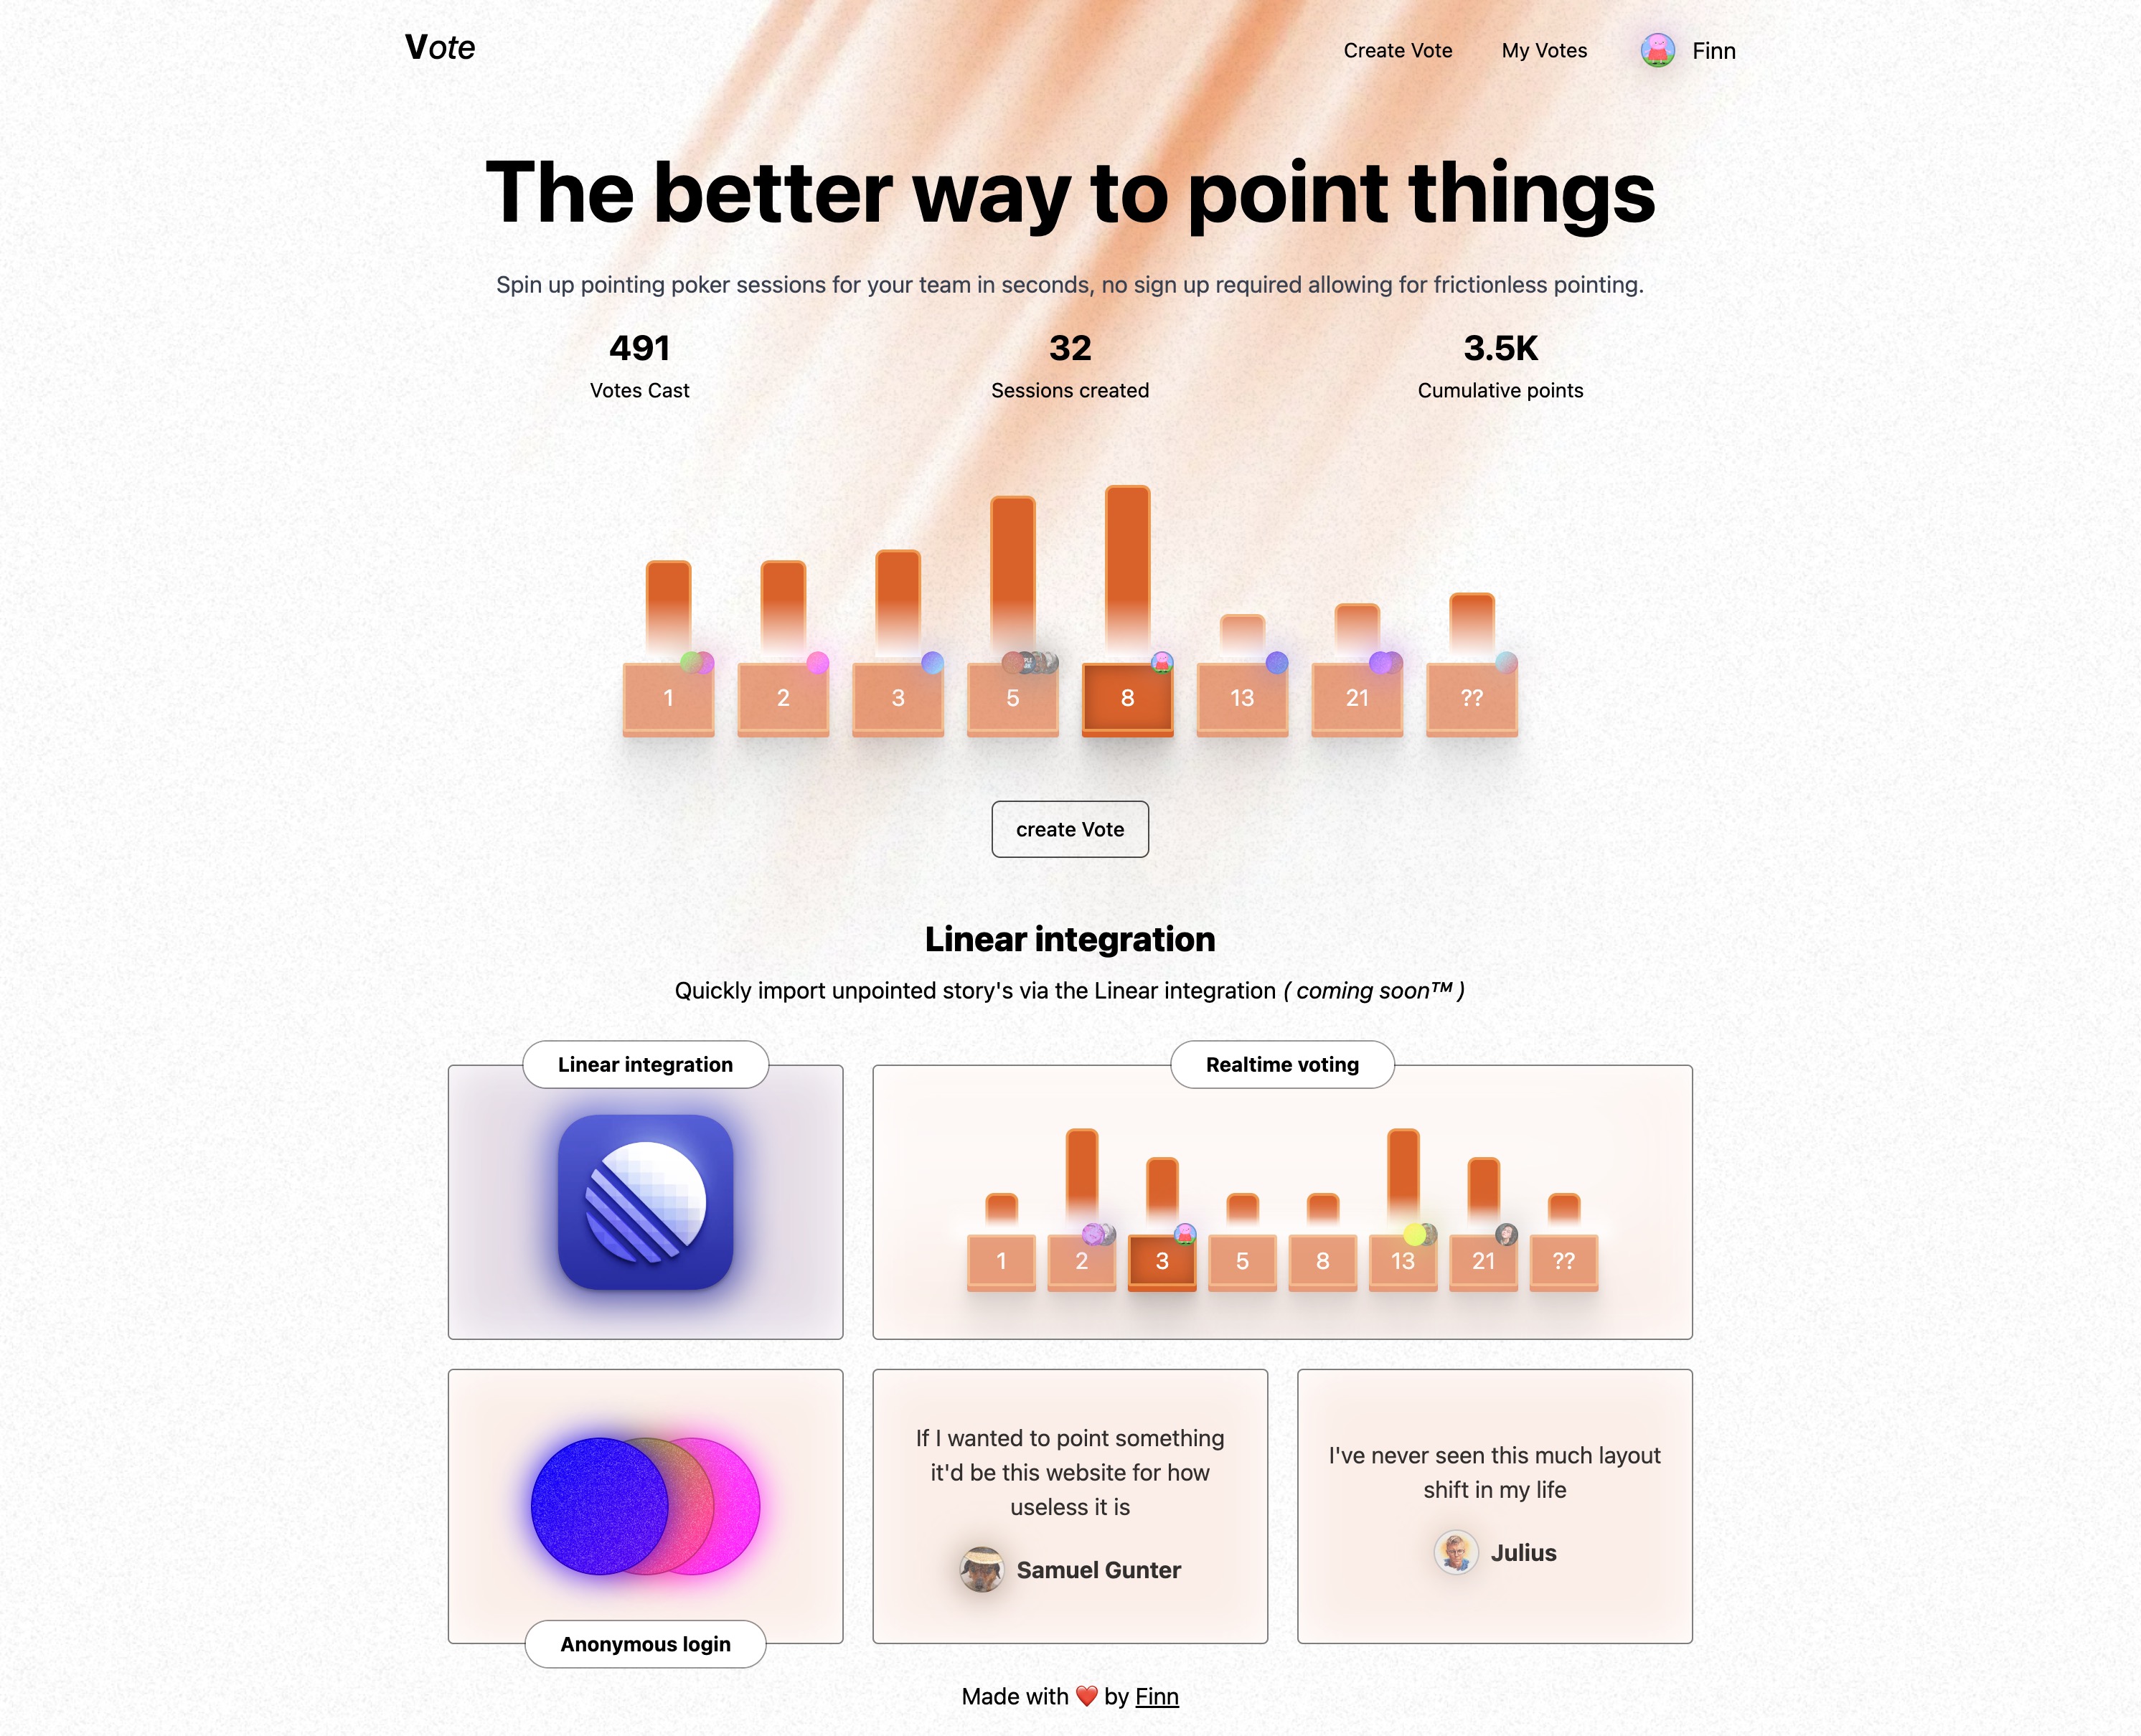 Vote
Create Vote
My Votes
Finn
The better way to point things
Spin up pointing poker sessions for your team in seconds, no sign up required allowing for frictionless pointing.
491
32
3.5K
Votes Cast
Sessions created
Cumulative points
1
2
3
5
8
13
21
??
create Vote
Linear integration
Quickly import unpointed story's via the Linear integration ( coming soon™ )
Linear integration
Realtime voting
1
2
3
5
8
13
21
??
If I wanted to point something
it'd be this website for how
useless it is
Samuel Gunter
I've never seen this much layout
shift in my life
Julius
Anonymous login
Made with ❤️ by Finn